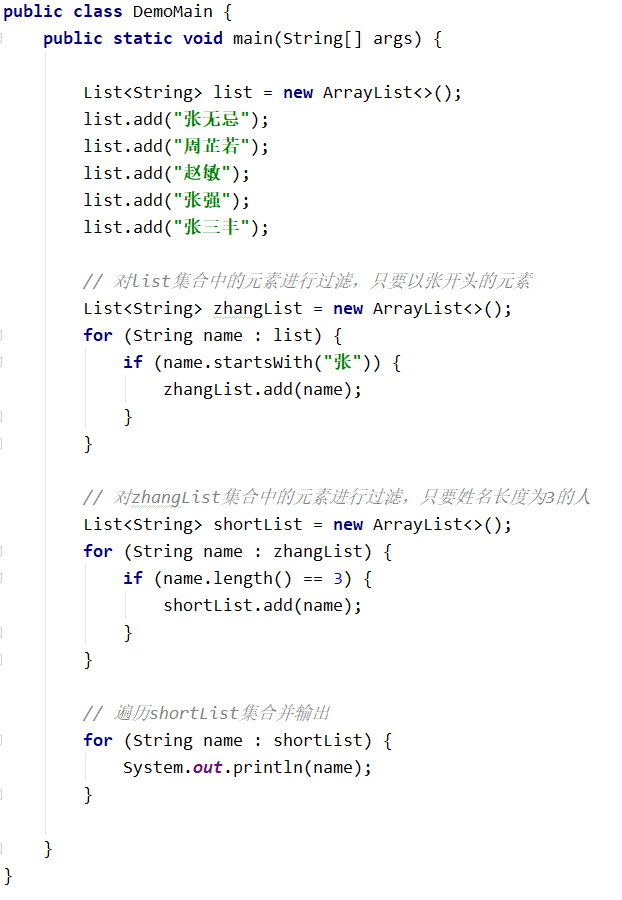 public class DemoMain {
    public static void main(String[] args) {
        List<String> list = new ArrayList<>();
        list.add("张无忌");
        list.add("周芷若");
        list.add("赵敏");
        list.add("张强");
        list.add("张三丰");
        // 对list集合中的元素进行过滤，只要以张开头的元素
        List<String> zhangList = new ArrayList<>();
        for (String name : list) {
            if (name.startsWith("张")) {
                zhangList.add(name);
            }
        }
        // 对zhangList集合中的元素进行过滤，只要姓名长度为3的人
        List<String> shortList = new ArrayList<>();
        for (String name : zhangList) {
            if (name.length() == 3) {
                shortList.add(name);
            }
        }
        // 遍历shortList集合并输出
        for (String name : shortList) {
            System.out.println(name);
        }
    }
}